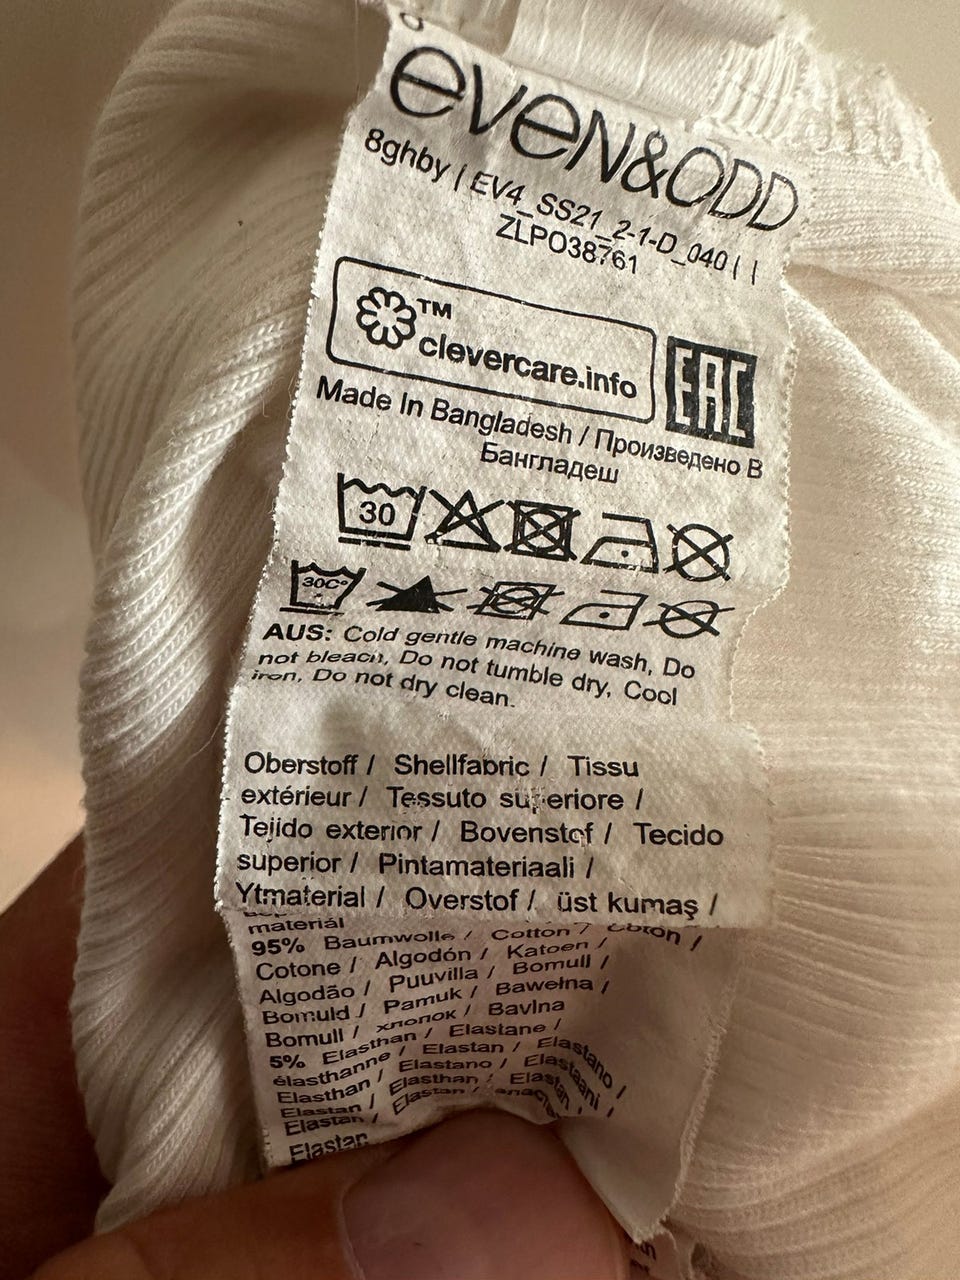 even&ODD
8ghby | EV4_SS21_2-1-D_040 | |
ZLPO38761
TM
clevercare.info
EAC
Made In Bangladesh / Произведено В
Бангладеш
30
30C°
AUS: Cold gentle machine wash, Do
not bleach, Do not tumble dry, Cool
iron, Do not dry clean.
Oberstoff / Shellfabric / Tissu
extérieur / Tessuto superiore /
Tejido exterior / Bovenstof / Tecido
superior / Pintamateriaali /
Ytmaterial / Overstof / üst kumaş /
materiál
95% Baumwolle / Cotton / Coton /
Cotone / Algodón / Katoen /
Algodão / Puuvilla / Bomull /
Bomuld / Pamuk / Bawełna /
Bomull / хлопок / Bavlna
5% Elasthan / Elastane /
élasthanne / Elastan / Elastano /
Elasthan / Elastano / Elastaani /
Elastan / Elasthan / Elastan /
Elastan / Elastan /
Elastan